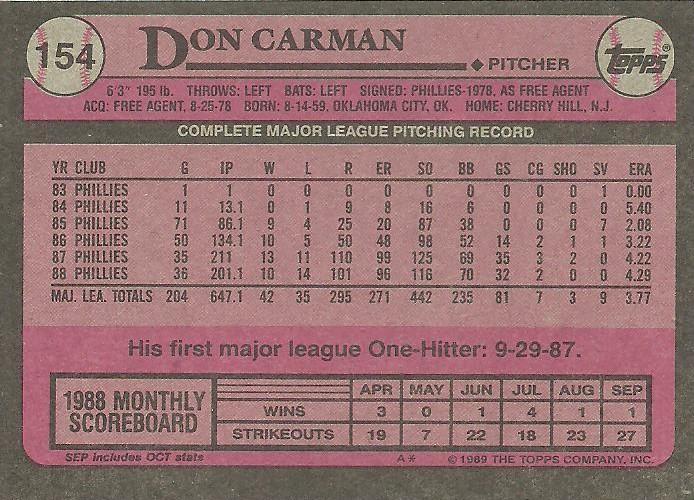 154 DON CARMAN Topps®
PITCHER
6'3" 195 lb. THROWS: LEFT BATS: LEFT SIGNED: PHILLIES-1978, AS FREE AGENT
ACQ: FREE AGENT, 8-25-78 BORN: 8-14-59, OKLAHOMA CITY, OK. HOME: CHERRY HILL, N.J.
COMPLETE MAJOR LEAGUE PITCHING RECORD
YR CLUB G IP W L R ER SO BB GS CG SHO SV ERA
83 PHILLIES 1 1 0 0 0 0 0 0 0 0 0 1 0.00
84 PHILLIES 11 13.1 0 1 9 8 16 6 0 0 0 0 5.40
85 PHILLIES 71 86.1 9 4 25 20 87 38 0 0 0 7 2.08
86 PHILLIES 50 134.1 10 5 50 48 98 52 14 2 1 1 3.22
87 PHILLIES 35 211 13 11 110 99 125 69 35 3 2 0 4.22
88 PHILLIES 36 201.1 10 14 101 96 116 70 32 2 0 0 4.29
MAJ. LEA. TOTALS 204 647.1 42 35 295 271 442 235 81 7 3 9 3.77
His first major league One-Hitter: 9-29-87.
1988 MONTHLY SCOREBOARD
APR MAY JUN JUL AUG SEP
WINS 3 0 1 4 1 1
STRIKEOUTS 19 7 22 18 23 27
SEP includes OCT stats A* © 1989 THE TOPPS COMPANY, INC.